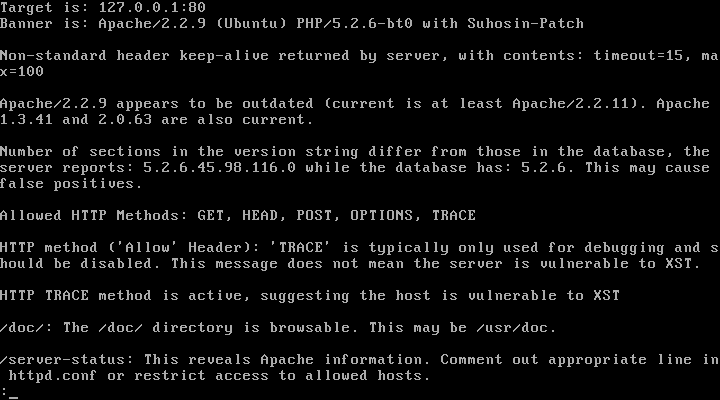 Target is: 127.0.0.1:80
Banner is: Apache/2.2.9 (Ubuntu) PHP/5.2.6-bt0 with Suhosin-Patch
Non-standard header keep-alive returned by server, with contents: timeout=15, ma
x=100
Apache/2.2.9 appears to be outdated (current is at least Apache/2.2.11). Apache
1.3.41 and 2.0.63 are also current.
Number of sections in the version string differ from those in the database, the
server reports: 5.2.6.45.98.116.0 while the database has: 5.2.6. This may cause
false positives.
Allowed HTTP Methods: GET, HEAD, POST, OPTIONS, TRACE
HTTP method ('Allow' Header): 'TRACE' is typically only used for debugging and s
hould be disabled. This message does not mean the server is vulnerable to XST.
HTTP TRACE method is active, suggesting the host is vulnerable to XST
/doc/: The /doc/ directory is browsable. This may be /usr/doc.
/server-status: This reveals Apache information. Comment out appropriate line in
 httpd.conf or restrict access to allowed hosts.
:_